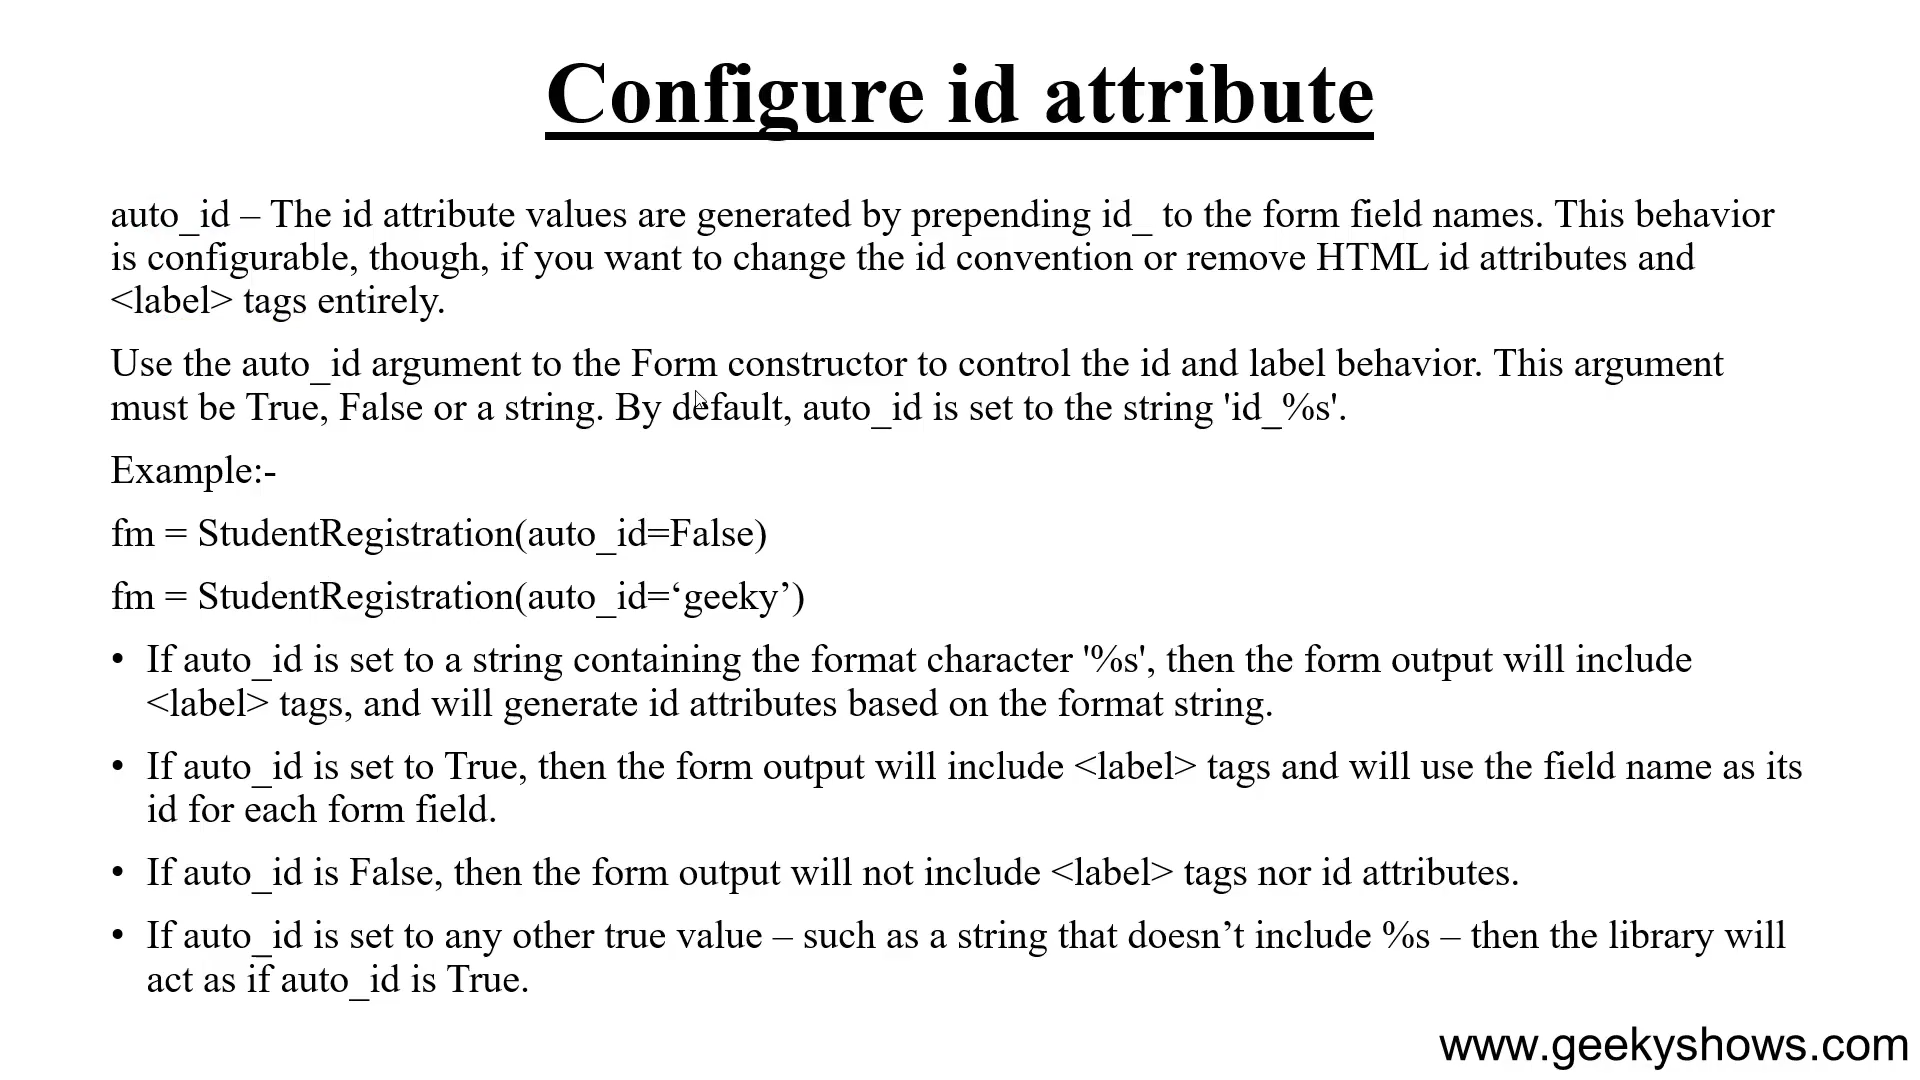 Configure id attribute
auto_id – The id attribute values are generated by prepending id_ to the form field names. This behavior
is configurable, though, if you want to change the id convention or remove HTML id attributes and
<label> tags entirely.
Use the auto_id argument to the Form constructor to control the id and label behavior. This argument
must be True, False or a string. By default, auto_id is set to the string 'id_%s'.
Example:-
fm = StudentRegistration(auto_id=False)
fm = StudentRegistration(auto_id=‘geeky’)
• If auto_id is set to a string containing the format character '%s', then the form output will include
<label> tags, and will generate id attributes based on the format string.
• If auto_id is set to True, then the form output will include <label> tags and will use the field name as its
id for each form field.
• If auto_id is False, then the form output will not include <label> tags nor id attributes.
• If auto_id is set to any other true value – such as a string that doesn’t include %s – then the library will
act as if auto_id is True.
www.geekyshows.com